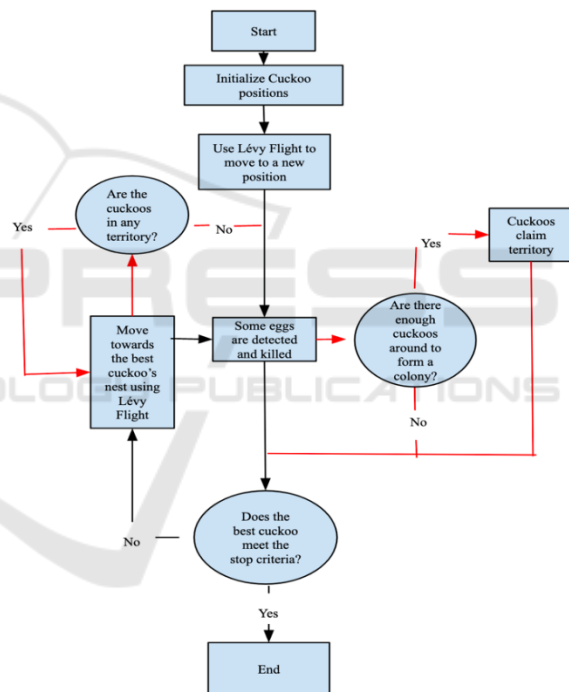 Start
Initialize Cuckoo
positions
Use Lévy Flight to
move to a new
position
Are the
cuckoos
in any
territory?
Yes
No
Cuckoos
claim
territory
Yes
Move
towards
the best
cuckoo's
nest using
Lévy
Flight
Some eggs
are detected
and killed
Are there
enough
cuckoos
around to
form a
colony?
No
Does the
best cuckoo
meet the
stop criteria?
No
Yes
End
PRESS
OLOGY PUBLICATIONS